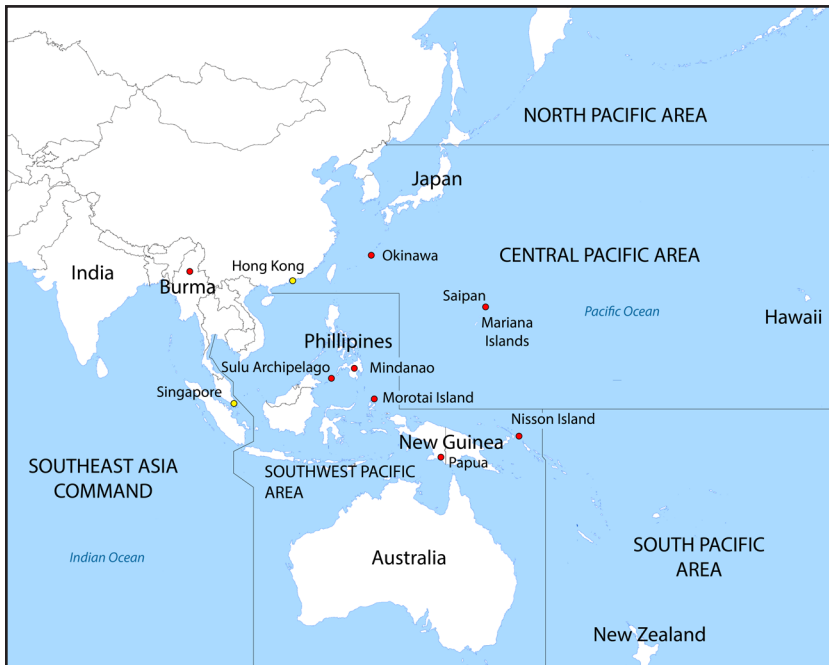 NORTH PACIFIC AREA
Japan
Okinawa
CENTRAL PACIFIC AREA
Hong Kong
India
Burma
Saipan
Mariana
Islands
Pacific Ocean
Hawaii
Phillipines
Sulu Archipelago
Mindanao
Singapore
Morotai Island
Nisson Island
New Guinea
Papua
SOUTHEAST ASIA
COMMAND
SOUTHWEST PACIFIC
AREA
Indian Ocean
Australia
SOUTH PACIFIC
AREA
New Zealand